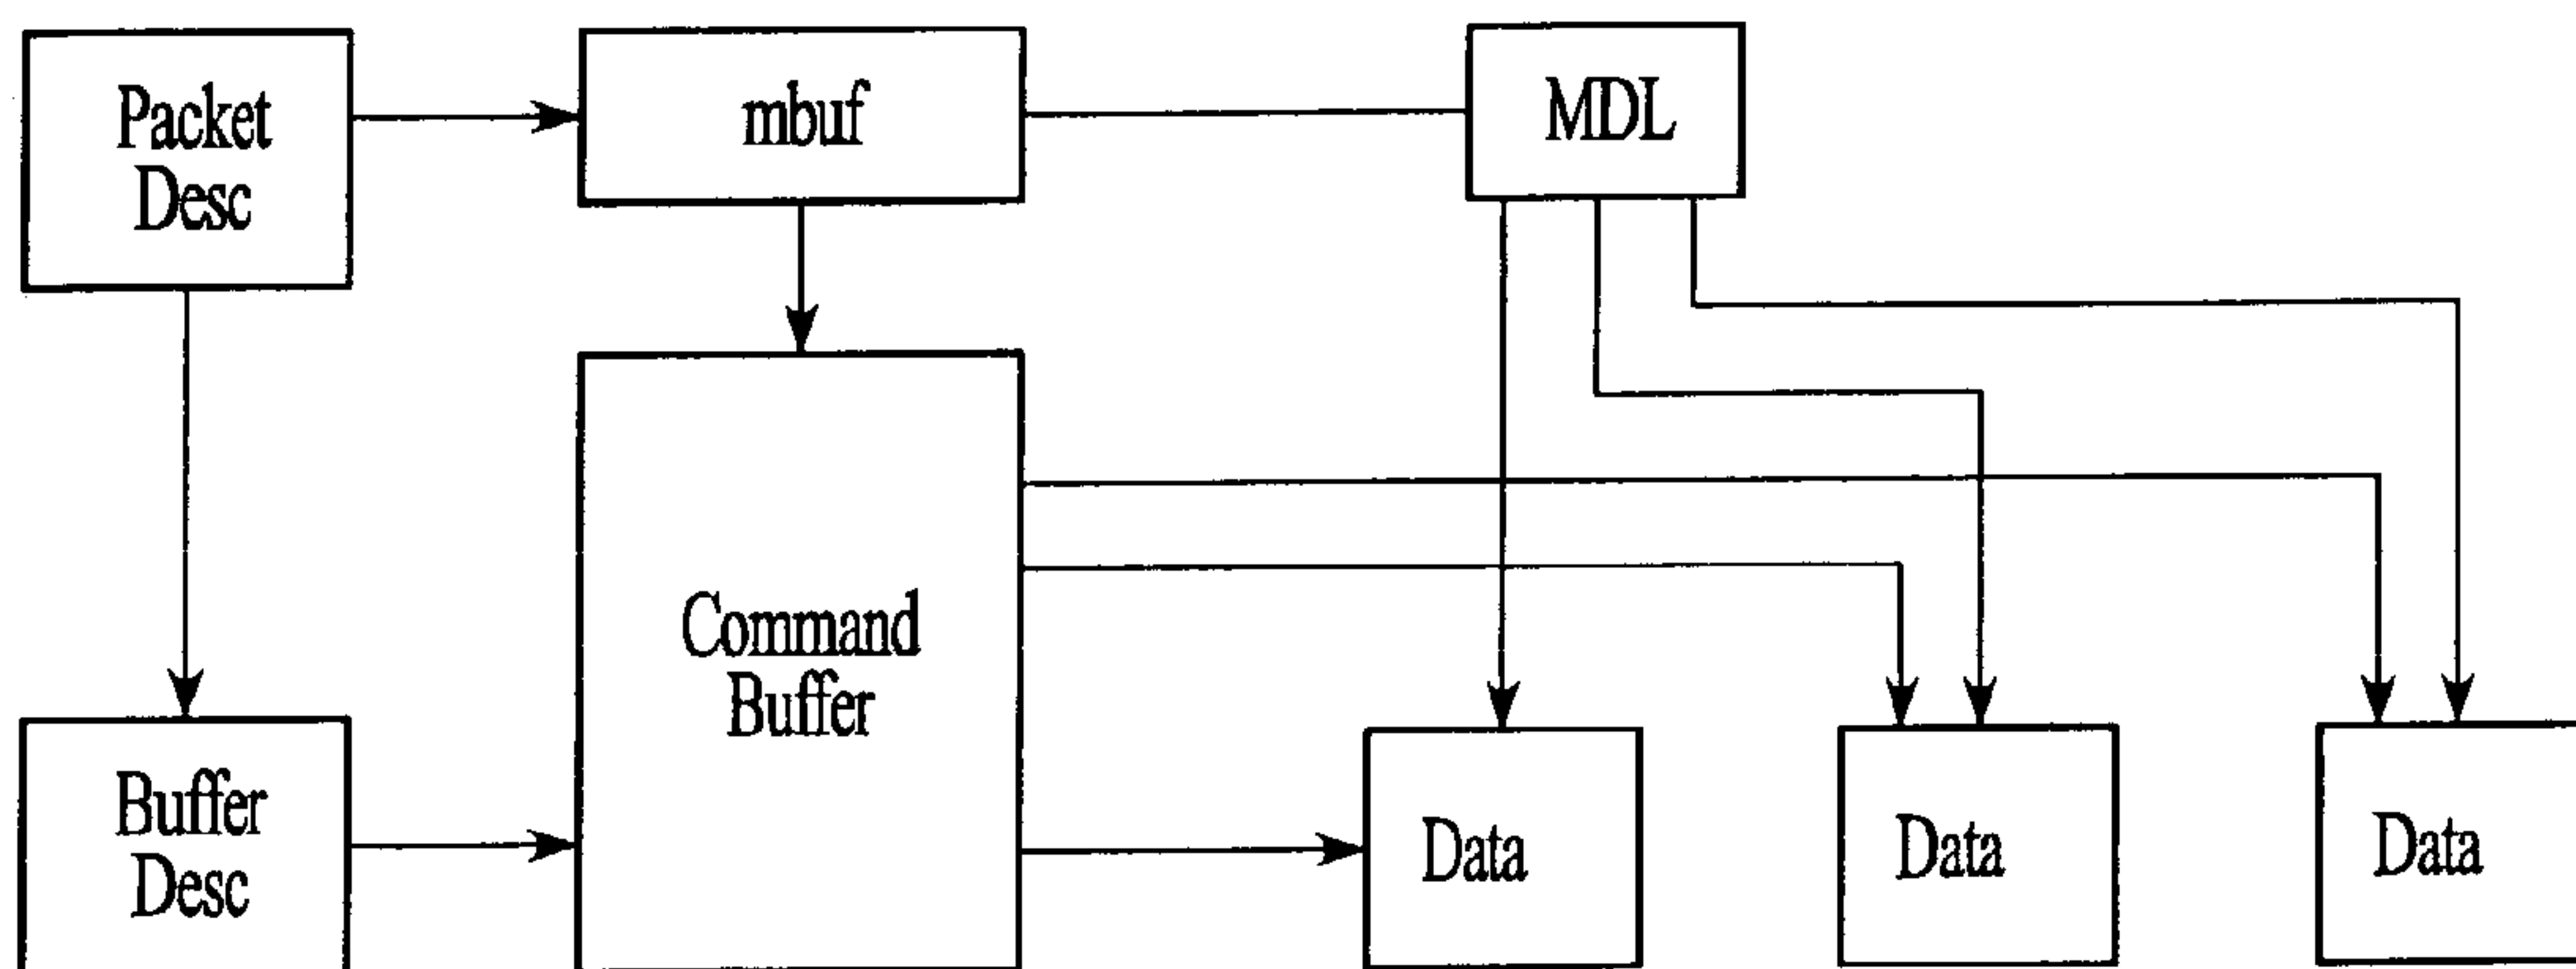 Packet
Desc
mbuf
MDL
Command
Buffer
Buffer
Desc
Data
Data
Data